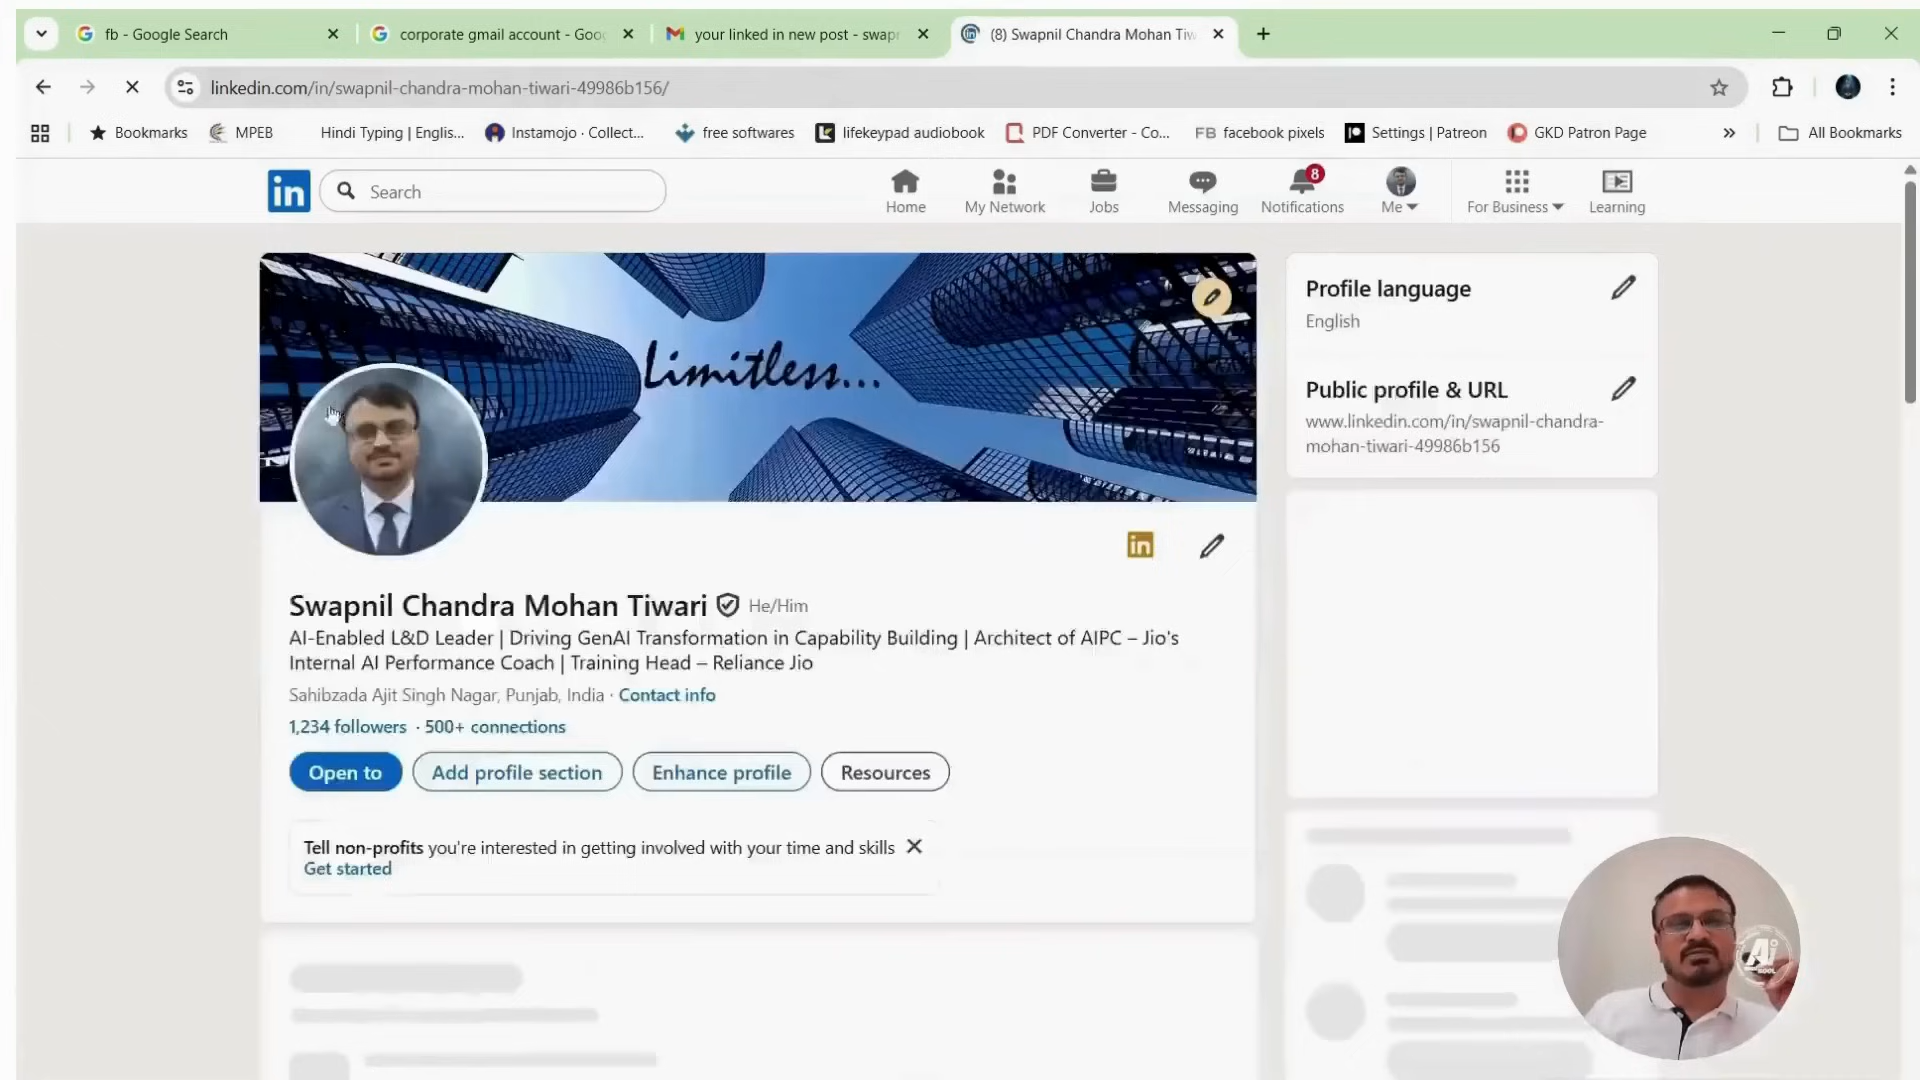 fb - Google Search
corporate gmail account - Goo
your linked in new post - swap
(8) Swapnil Chandra Mohan Tiw
linkedin.com/in/swapnil-chandra-mohan-tiwari-49986b156/
Bookmarks
MPEB
Hindi Typing | Englis...
Instamojo · Collect...
free softwares
lifekeypad audiobook
PDF Converter - Co...
FB facebook pixels
Settings | Patreon
GKD Patron Page
»
All Bookmarks
in
Search
Home
My Network
Jobs
Messaging
8
Notifications
Me
For Business
Learning
Limitless...
Profile language
English
Public profile & URL
www.linkedin.com/in/swapnil-chandra-
mohan-tiwari-49986b156
in
Swapnil Chandra Mohan Tiwari He/Him
AI-Enabled L&D Leader | Driving GenAI Transformation in Capability Building | Architect of AIPC – Jio's
Internal AI Performance Coach | Training Head – Reliance Jio
Sahibzada Ajit Singh Nagar, Punjab, India · Contact info
1,234 followers · 500+ connections
Open to
Add profile section
Enhance profile
Resources
Tell non-profits you're interested in getting involved with your time and skills
Get started
Ai